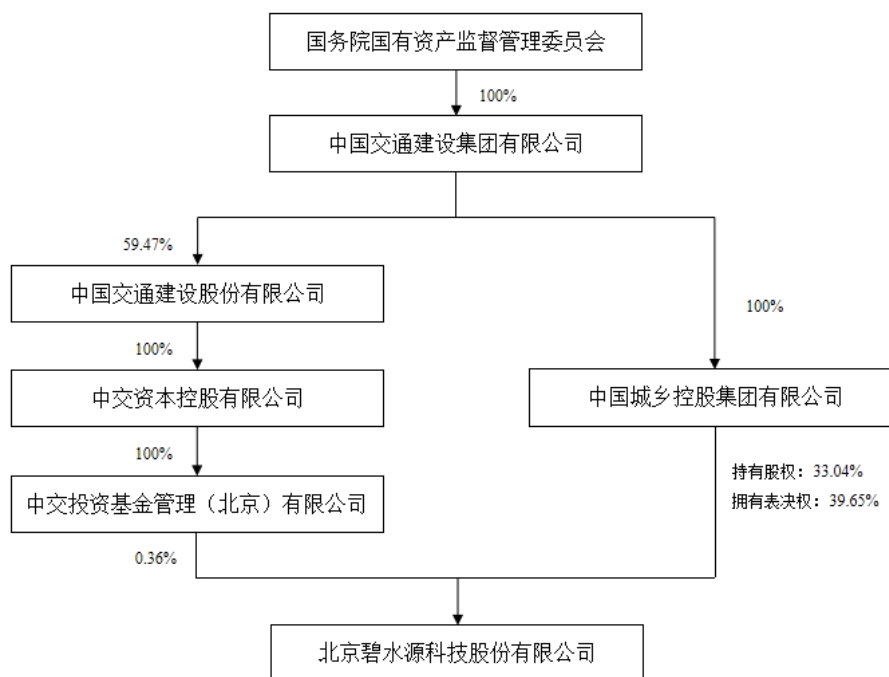 国务院国有资产监督管理委员会
100%
中国交通建设集团有限公司
59.47%
中国交通建设股份有限公司
100%
100%
中交资本控股有限公司
中国城乡控股集团有限公司
100%
持有股权：33.04%
中交投资基金管理（北京）有限公司
拥有表决权：39.65%
0.36%
北京碧水源科技股份有限公司